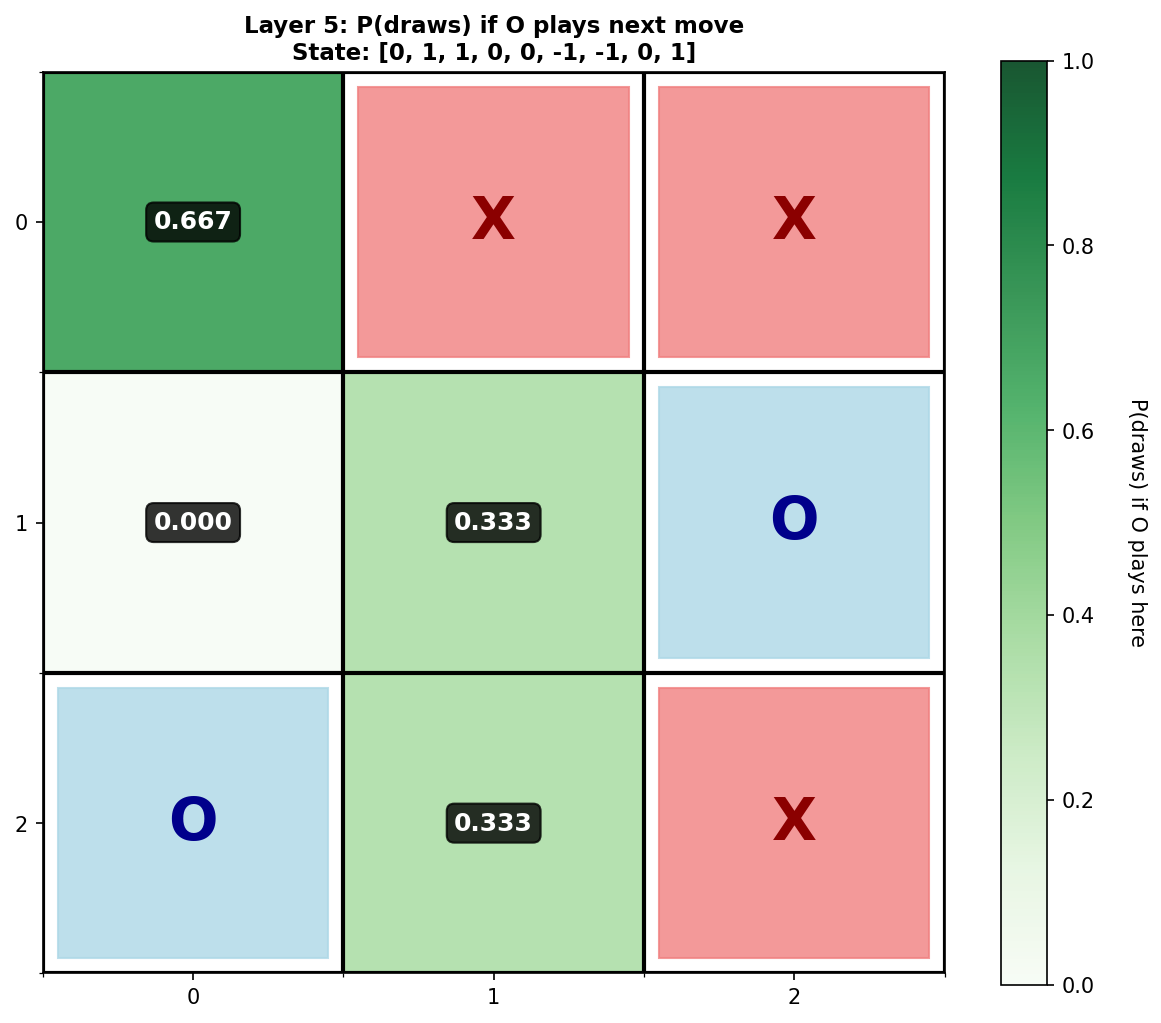 Layer 5: P(draws) if O plays next move
State: [0, 1, 1, 0, 0, -1, -1, 0, 1]
0
0.667
X
X
1
0.000
0.333
O
2
O
0.333
X
0
1
2
1.0
0.8
0.6
0.4
0.2
0.0
P(draws) if O plays here